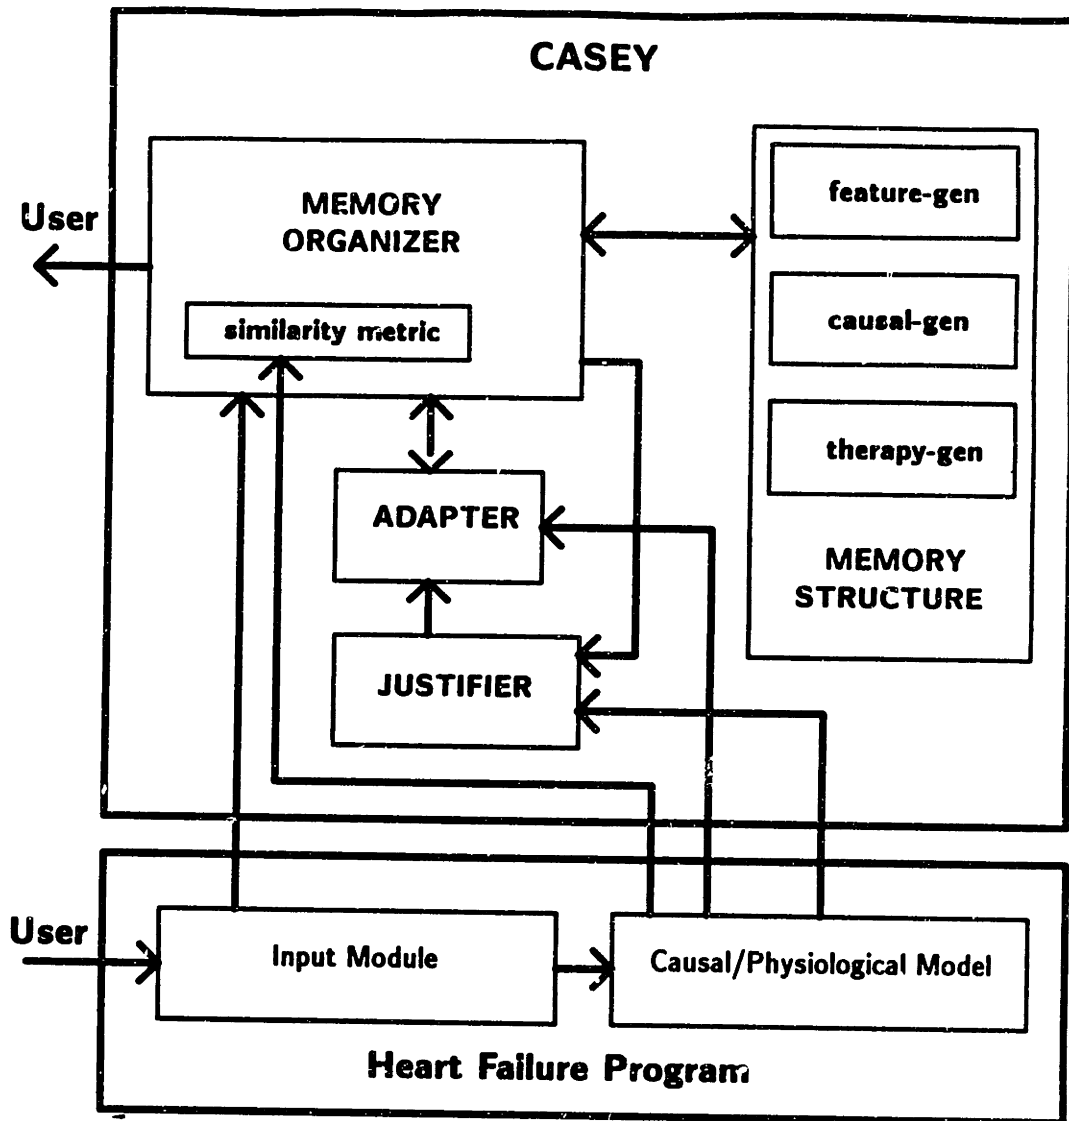 CASEY
MEMORY
ORGANIZER
similarity metric
User
feature-gen
causal-gen
therapy-gen
MEMORY
STRUCTURE
ADAPTER
JUSTIFIER
User
Input Module
Causal/Physiological Model
Heart Failure Program